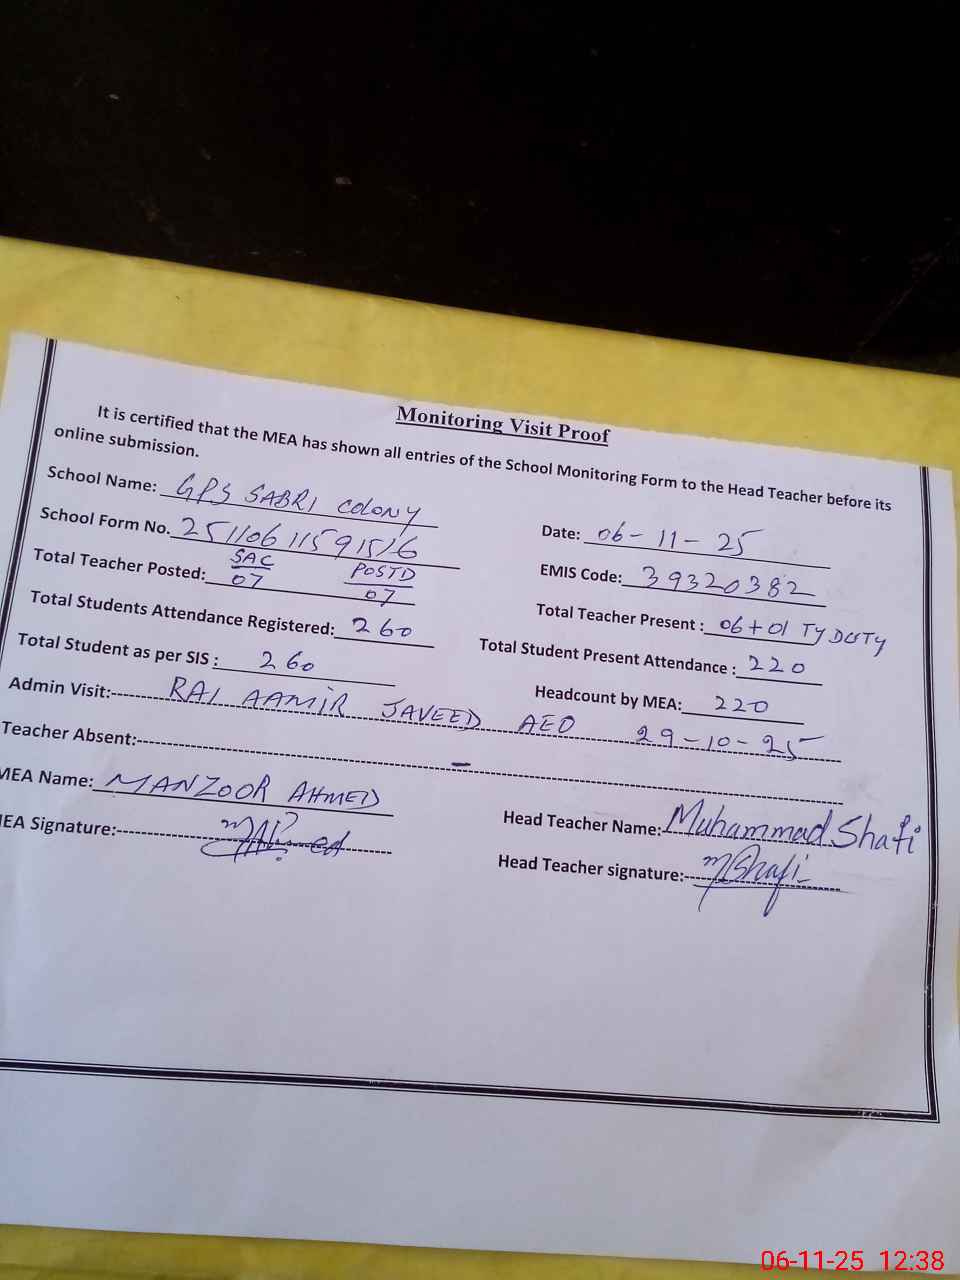 Monitoring Visit Proof
It is certified that the MEA has shown all entries of the School Monitoring Form to the Head Teacher before its
online submission.
School Name: GPS SABRI COLONY
Date: 06-11-25
School Form No. 25110611591516
EMIS Code: 39320382
Total Teacher Posted: SAC 07 POSTD 07
Total Teacher Present : 06+01 TY DUTY
Total Students Attendance Registered: 260
Total Student Present Attendance : 220
Total Student as per SIS : 260
Headcount by MEA: 220
Admin Visit: RAI AAMIR JAVEED AEO 29-10-25
Teacher Absent: -
MEA Name: MANZOOR AHMED
Head Teacher Name: Muhammad Shafi
MEA Signature: MAhmed
Head Teacher signature: MShafi
06-11-25 12:38